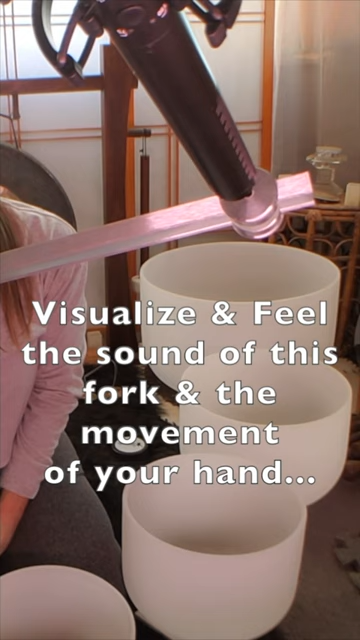 Visualize & Feel
the sound of this
fork & the
movement
of your hand...